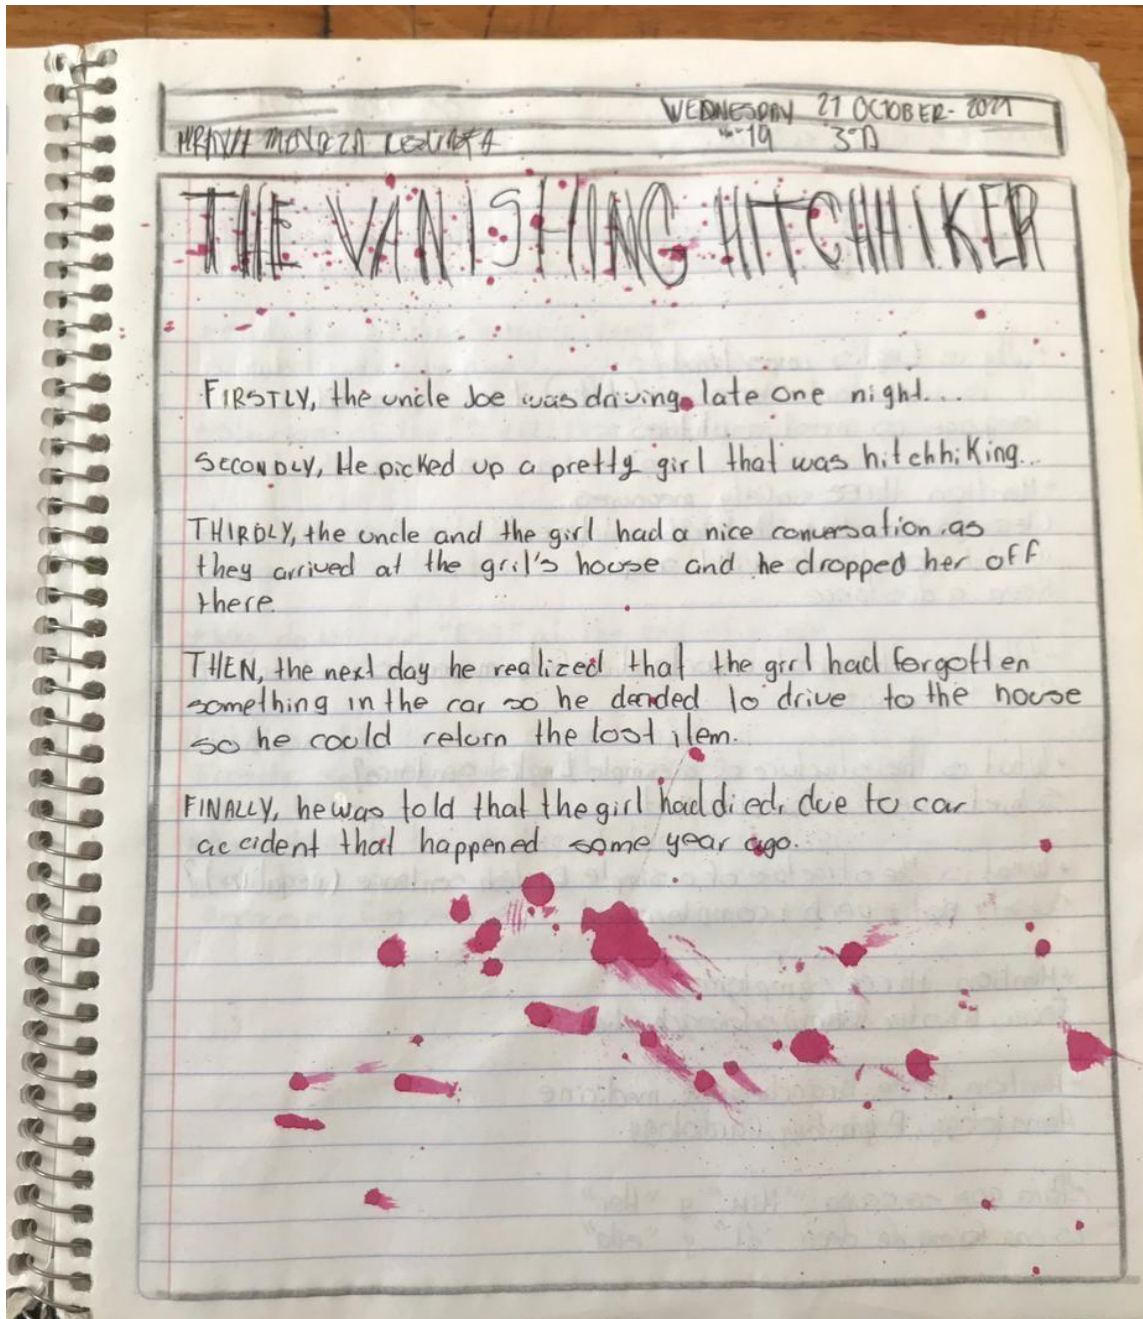 WEDNESDAY 27 OCTOBER - 2021
MENDOZA
19 3°A
THE VANISHING HITCHHIKER
FIRSTLY, the uncle Joe was driving late one night...
SECONDLY, He picked up a pretty girl that was hitchhiking...
THIRDLY, the uncle and the girl had a nice conversation as
they arrived at the gril's house and he dropped her off
there.
THEN, the next day he realized that the girl had forgotten
something in the car so he decided to drive to the house
so he could return the lost item.
FINALLY, he was told that the girl had died, due to car
accident that happened some year ago.